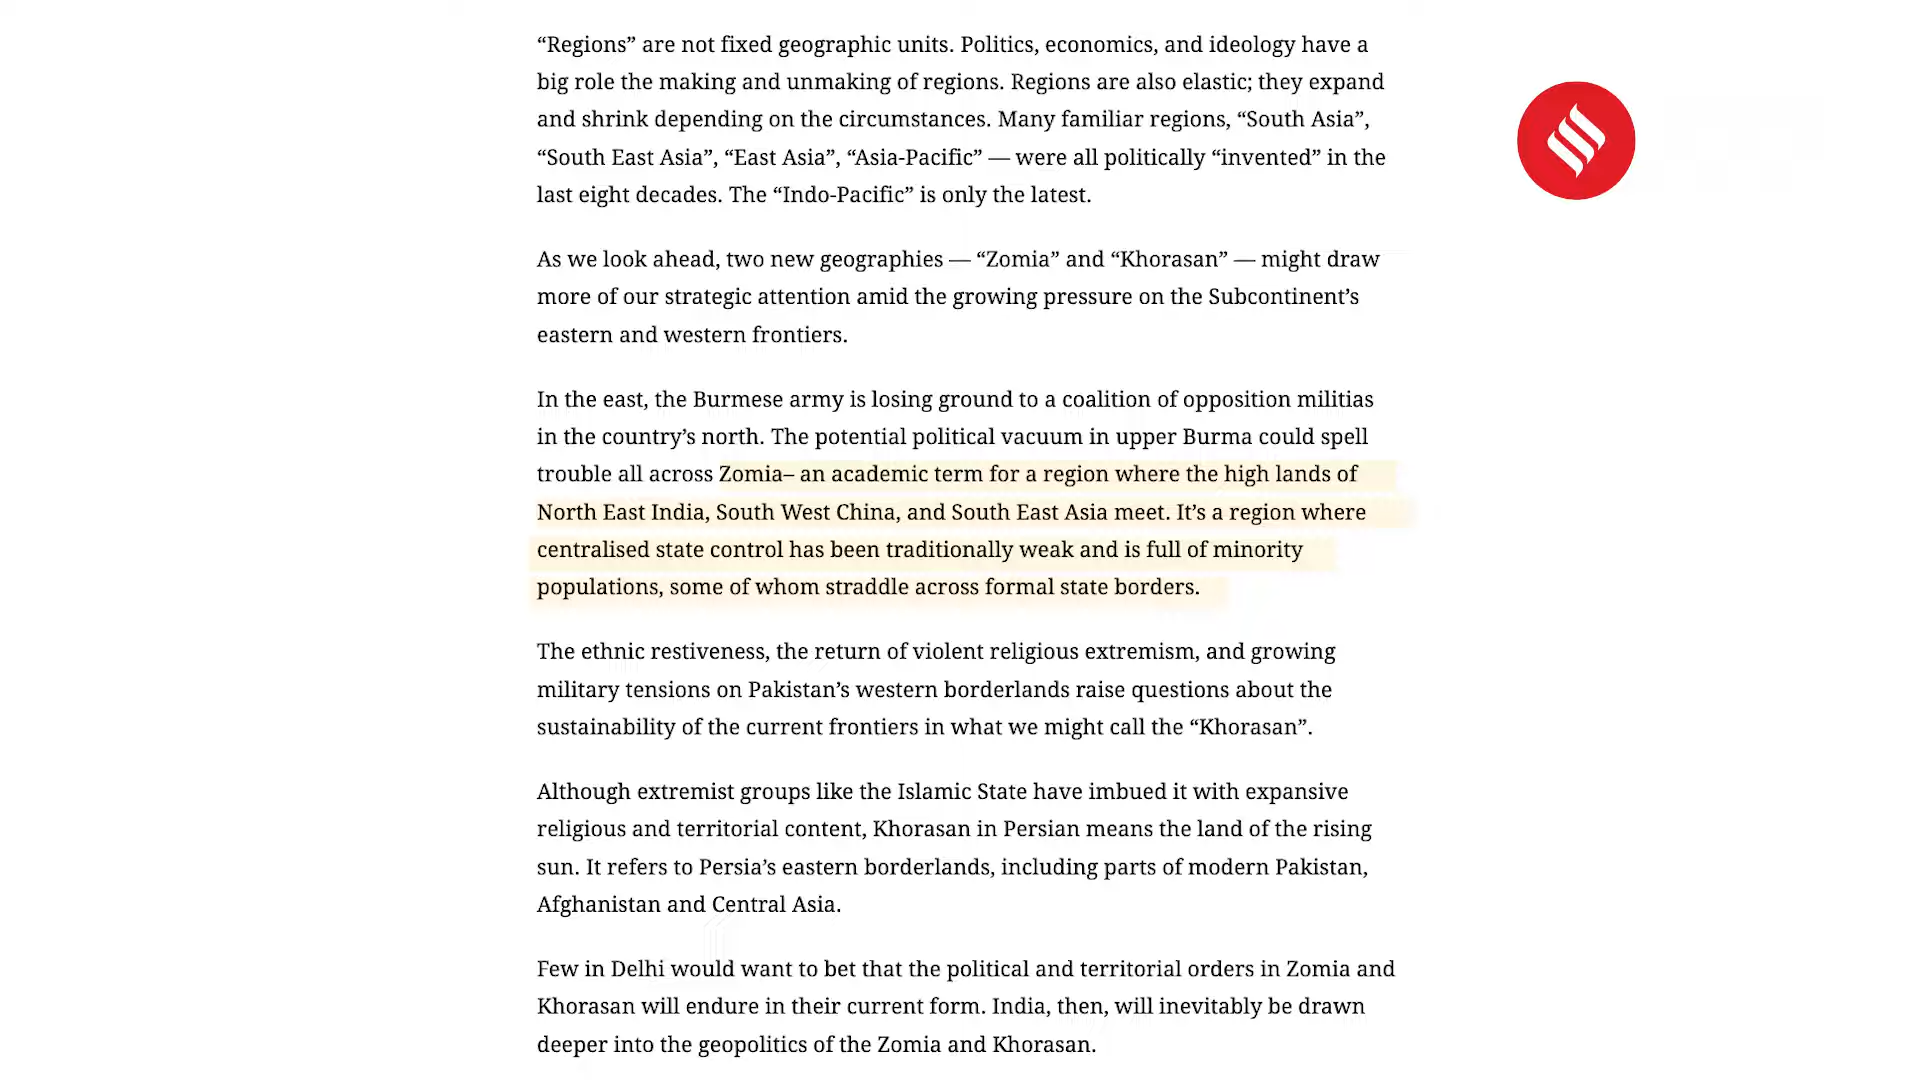 “Regions” are not fixed geographic units. Politics, economics, and ideology have a
big role the making and unmaking of regions. Regions are also elastic; they expand
and shrink depending on the circumstances. Many familiar regions, “South Asia”,
“South East Asia”, “East Asia”, “Asia-Pacific” — were all politically “invented” in the
last eight decades. The “Indo-Pacific” is only the latest.
As we look ahead, two new geographies — “Zomia” and “Khorasan” — might draw
more of our strategic attention amid the growing pressure on the Subcontinent’s
eastern and western frontiers.
In the east, the Burmese army is losing ground to a coalition of opposition militias
in the country’s north. The potential political vacuum in upper Burma could spell
trouble all across Zomia– an academic term for a region where the high lands of
North East India, South West China, and South East Asia meet. It’s a region where
centralised state control has been traditionally weak and is full of minority
populations, some of whom straddle across formal state borders.
The ethnic restiveness, the return of violent religious extremism, and growing
military tensions on Pakistan’s western borderlands raise questions about the
sustainability of the current frontiers in what we might call the “Khorasan”.
Although extremist groups like the Islamic State have imbued it with expansive
religious and territorial content, Khorasan in Persian means the land of the rising
sun. It refers to Persia’s eastern borderlands, including parts of modern Pakistan,
Afghanistan and Central Asia.
Few in Delhi would want to bet that the political and territorial orders in Zomia and
Khorasan will endure in their current form. India, then, will inevitably be drawn
deeper into the geopolitics of the Zomia and Khorasan.